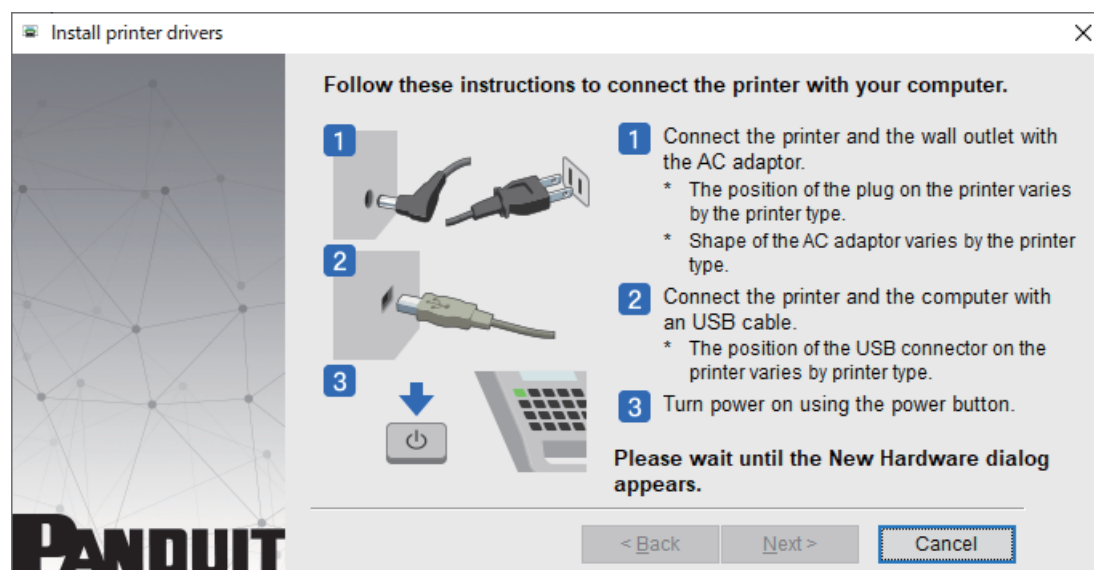 Install printer drivers
Follow these instructions to connect the printer with your computer.
1
2
3
1 Connect the printer and the wall outlet with
the AC adaptor.
* The position of the plug on the printer varies
by the printer type.
* Shape of the AC adaptor varies by the printer
type.
2 Connect the printer and the computer with
an USB cable.
* The position of the USB connector on the
printer varies by printer type.
3 Turn power on using the power button.
Please wait until the New Hardware dialog
appears.
PANDUIT
< Back Next > Cancel